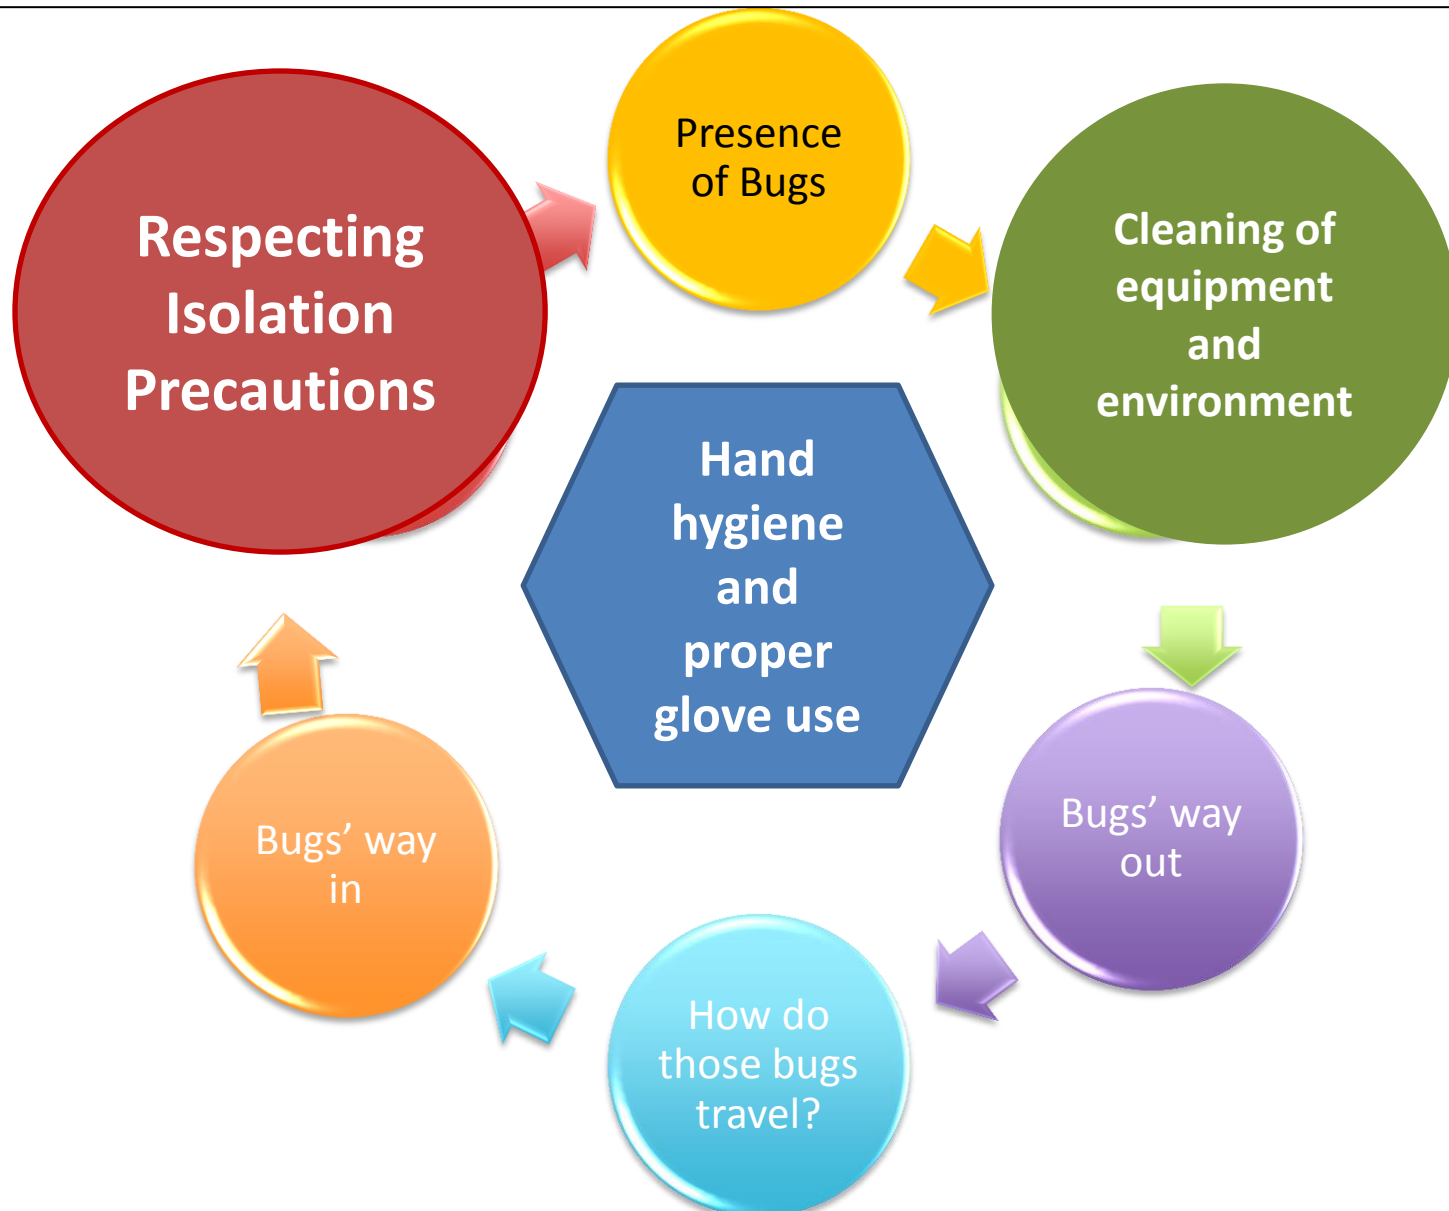 Presence
of Bugs
Cleaning of
equipment
and
environment
Bugs’ way
out
How do
those bugs
travel?
Bugs’ way
in
Respecting
Isolation
Precautions
Hand
hygiene
and
proper
glove use